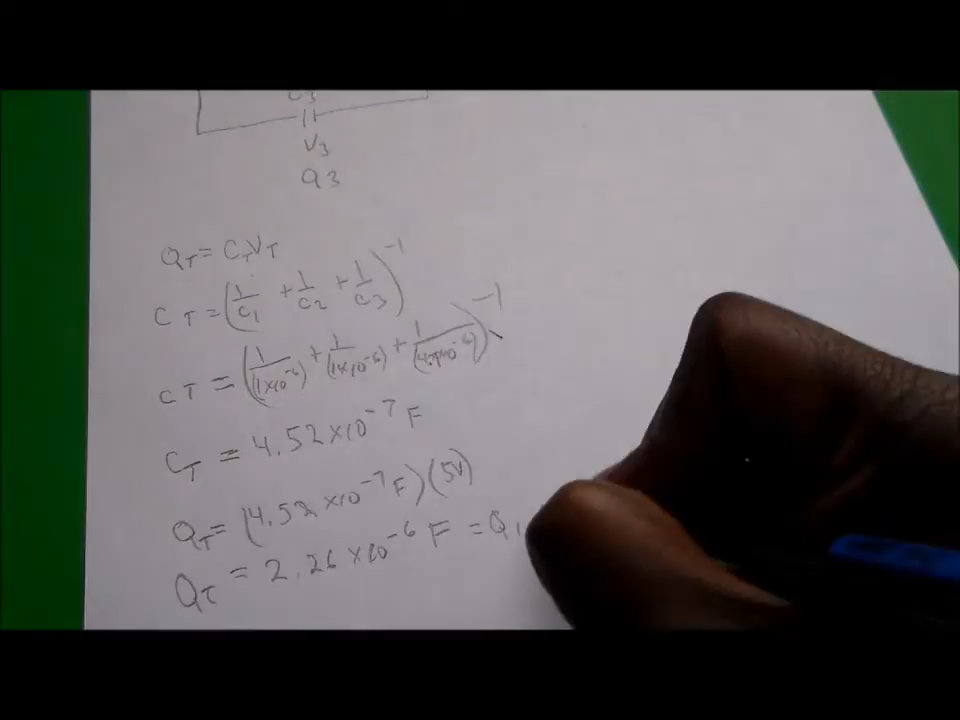 C3
V3
Q3
QT = CTVT
CT = (1/C1 + 1/C2 + 1/C3)^-1
CT = (1/(1×10^-6) + 1/(1×10^-6) + 1/(4.7×10^-6))^-1
CT = 4.52×10^-7 F
QT = (4.52×10^-7 F)(5V)
QT = 2.26×10^-6 F = Q1